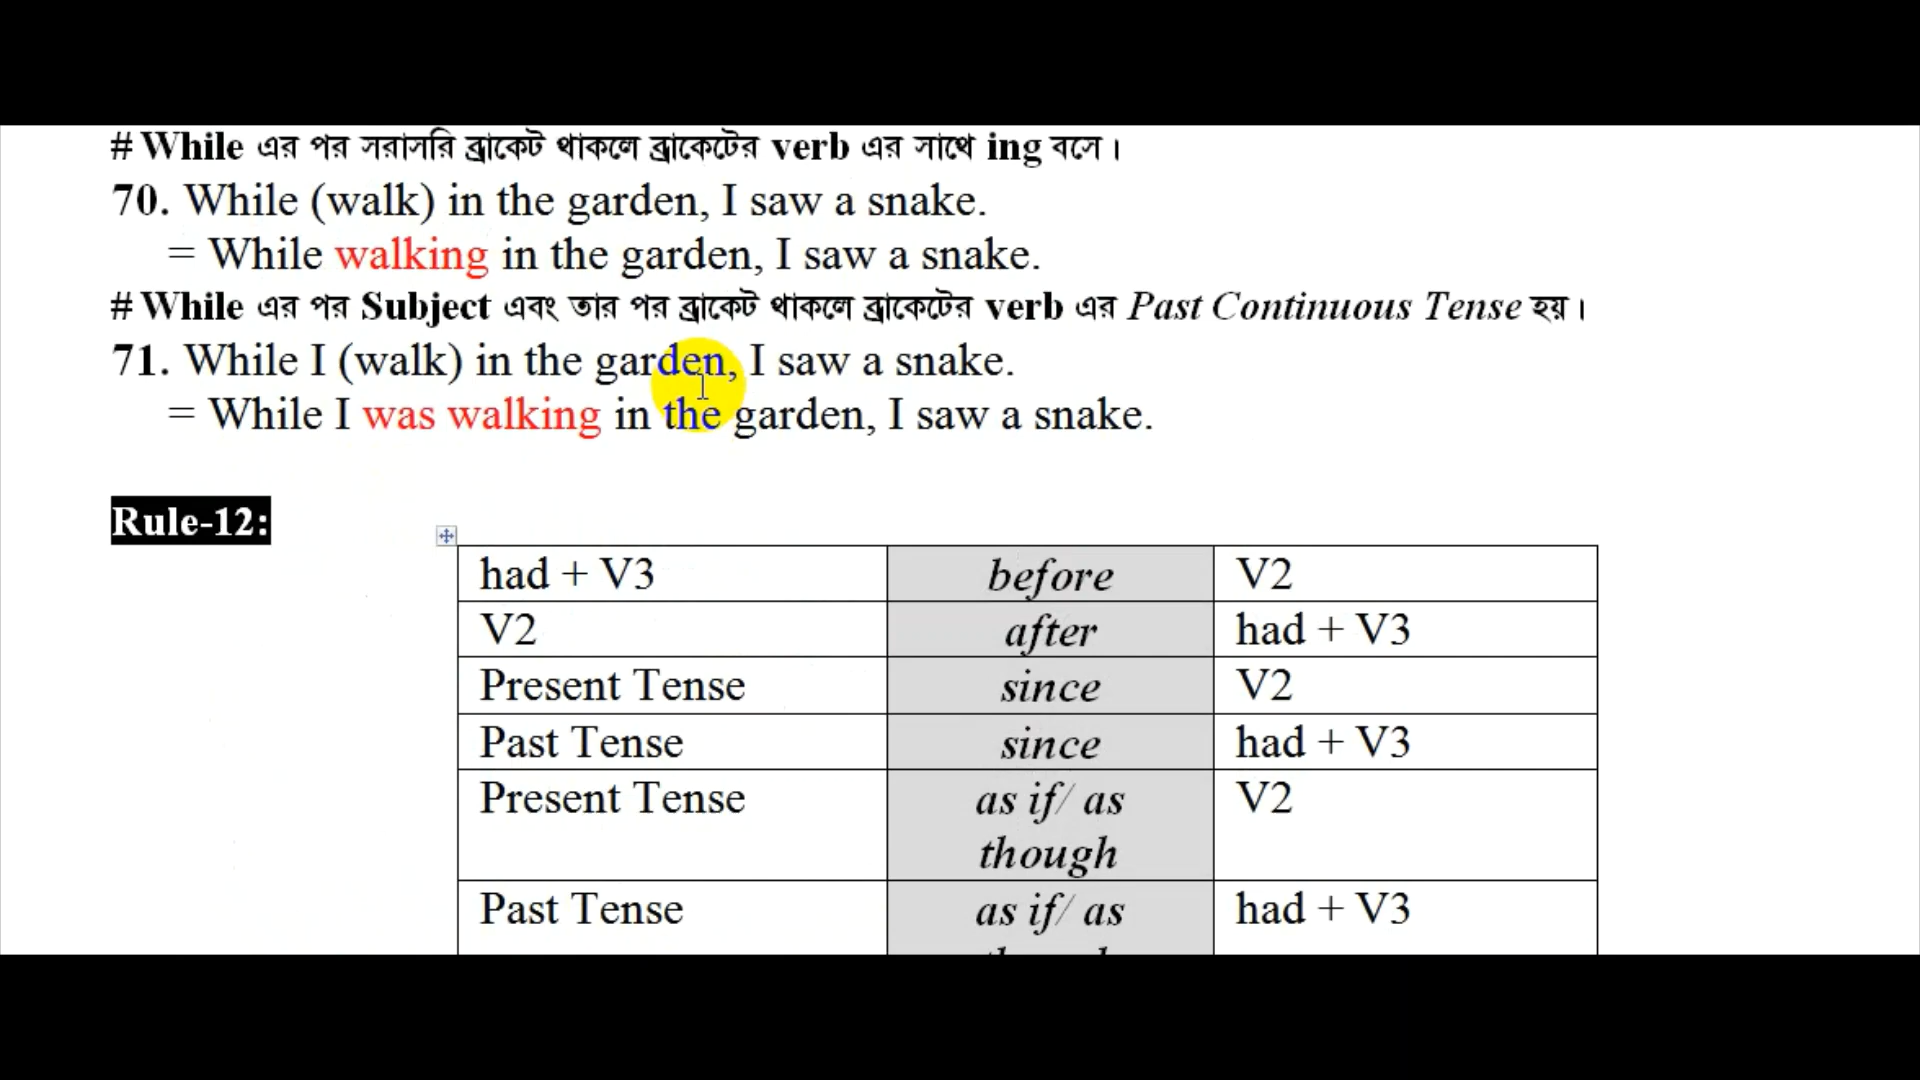 # While এর পর সরাসরি ব্রাকেট থাকলে ব্রাকেটের verb এর সাথে ing বসে।
70. While (walk) in the garden, I saw a snake.
= While walking in the garden, I saw a snake.
# While এর পর Subject এবং তার পর ব্রাকেট থাকলে ব্রাকেটের verb এর Past Continuous Tense হয়।
71. While I (walk) in the garden, I saw a snake.
= While I was walking in the garden, I saw a snake.
Rule-12:
had + V3 before V2
V2 after had + V3
Present Tense since V2
Past Tense since had + V3
Present Tense as if/ as V2
though
Past Tense as if/ as had + V3